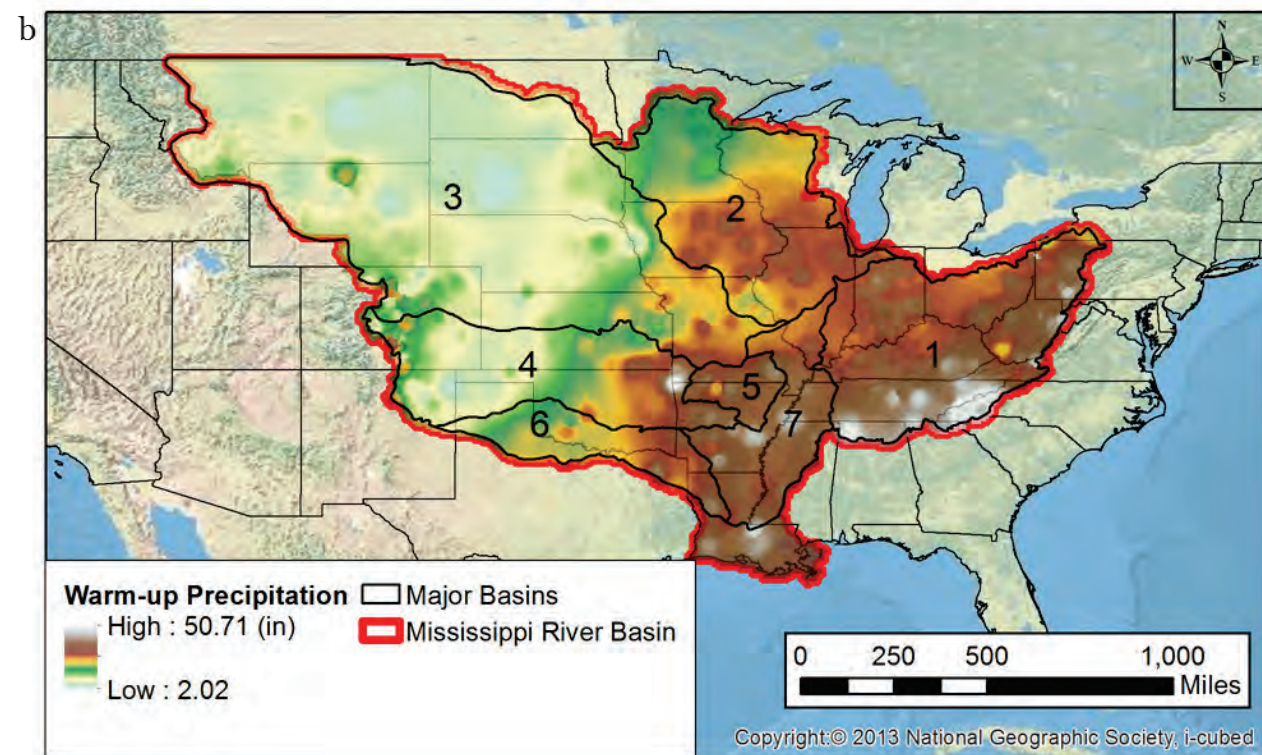 b
N
W E
S
3
2
1
4
5
6
7
Warm-up Precipitation
High : 50.71 (in)
Low : 2.02
Major Basins
Mississippi River Basin
0 250 500 1,000
Miles
Copyright:© 2013 National Geographic Society, i-cubed